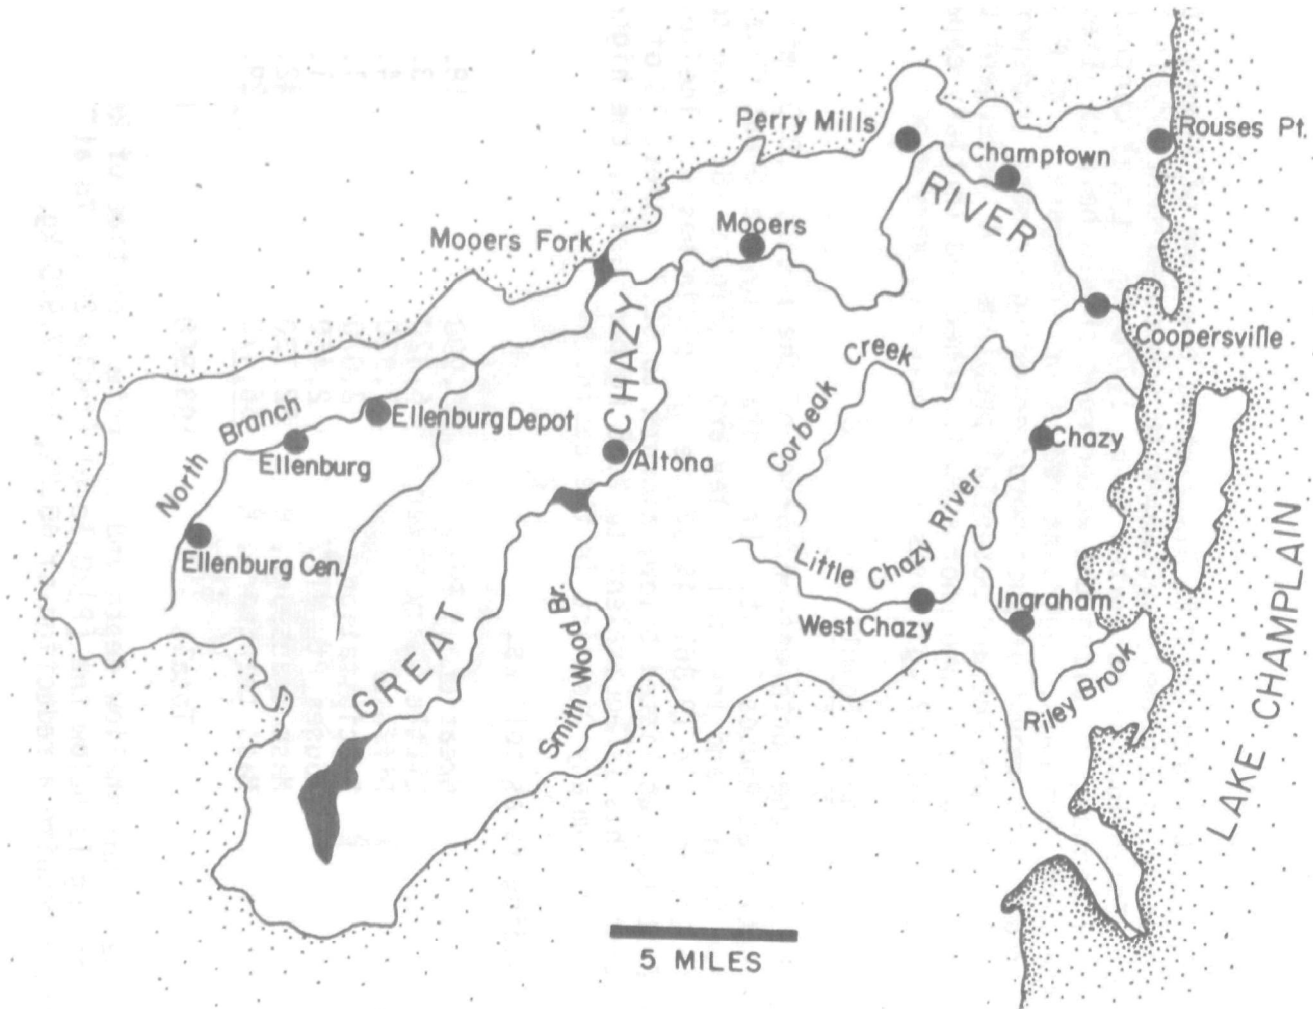 Perry Mills
Rouses Pt
Champtown
RIVER
Mooers
Mooers Fork
CHAZY
Coopersville
Corbeak Creek
North Branch
Ellenburg Depot
Ellenburg
Chazy
Altona
Ellenburg Cen.
Little Chazy River
West Chazy
Ingraham
Smith Wood Br.
GREAT
Riley Brook
LAKE CHAMPLAIN
5 MILES